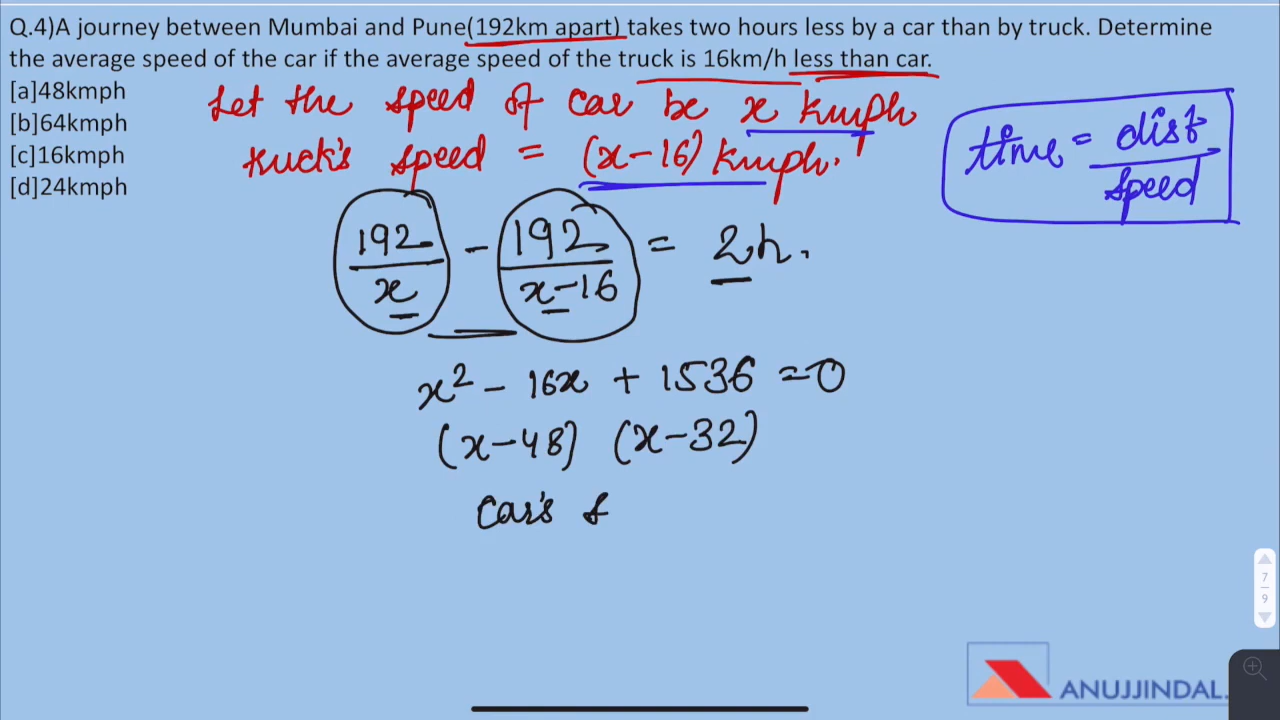 Q.4)A journey between Mumbai and Pune(192km apart) takes two hours less by a car than by truck. Determine
the average speed of the car if the average speed of the truck is 16km/h less than car.
[a]48kmph
[b]64kmph
[c]16kmph
[d]24kmph
Let the speed of car be x kmph
truck's speed = (x-16) kmph.
time = dist/speed
192/x - 192/x-16 = 2h.
x² - 16x + 1536 = 0
(x-48) (x-32)
Car's s
7
9
ANUJJINDAL.